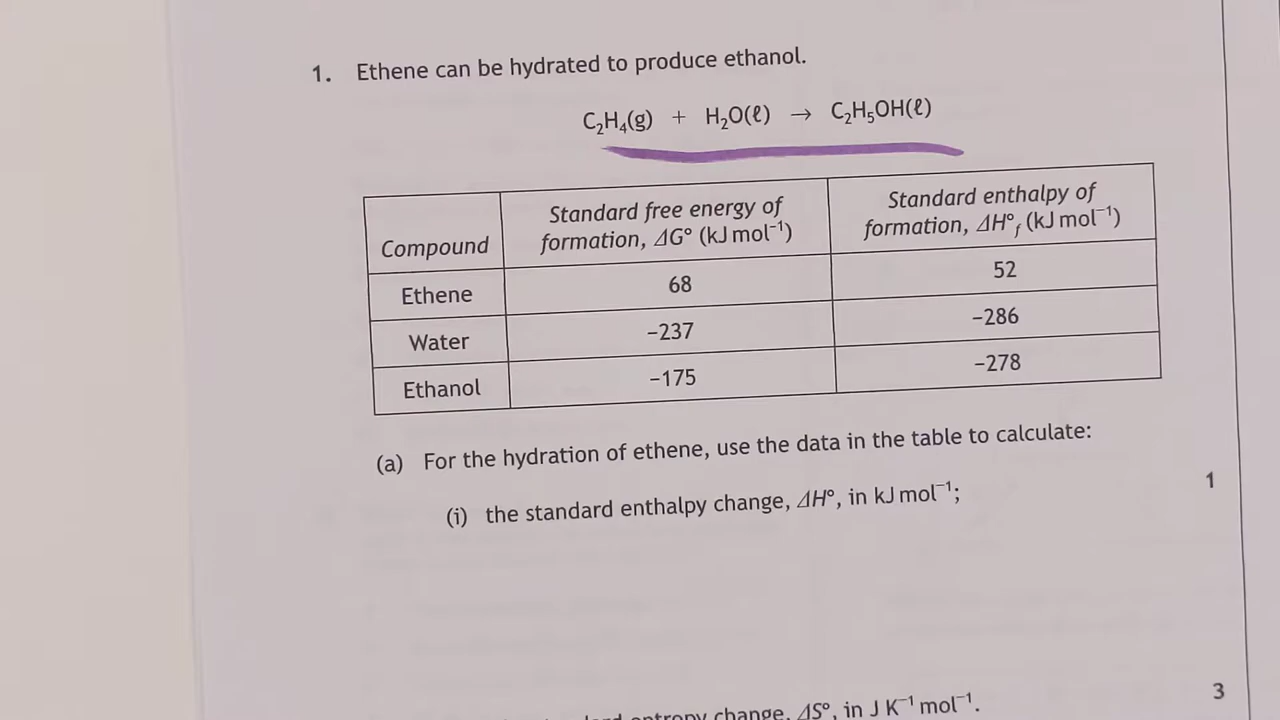 1. Ethene can be hydrated to produce ethanol.
C₂H₄(g) + H₂O(ℓ) → C₂H₅OH(ℓ)
Compound Standard free energy of formation, ΔG° (kJ mol⁻¹) Standard enthalpy of formation, ΔH°f (kJ mol⁻¹)
Ethene 68 52
Water −237 −286
Ethanol −175 −278
(a) For the hydration of ethene, use the data in the table to calculate:
(i) the standard enthalpy change, ΔH°, in kJ mol⁻¹; 1
entropy change, ΔS°, in J K⁻¹ mol⁻¹. 3